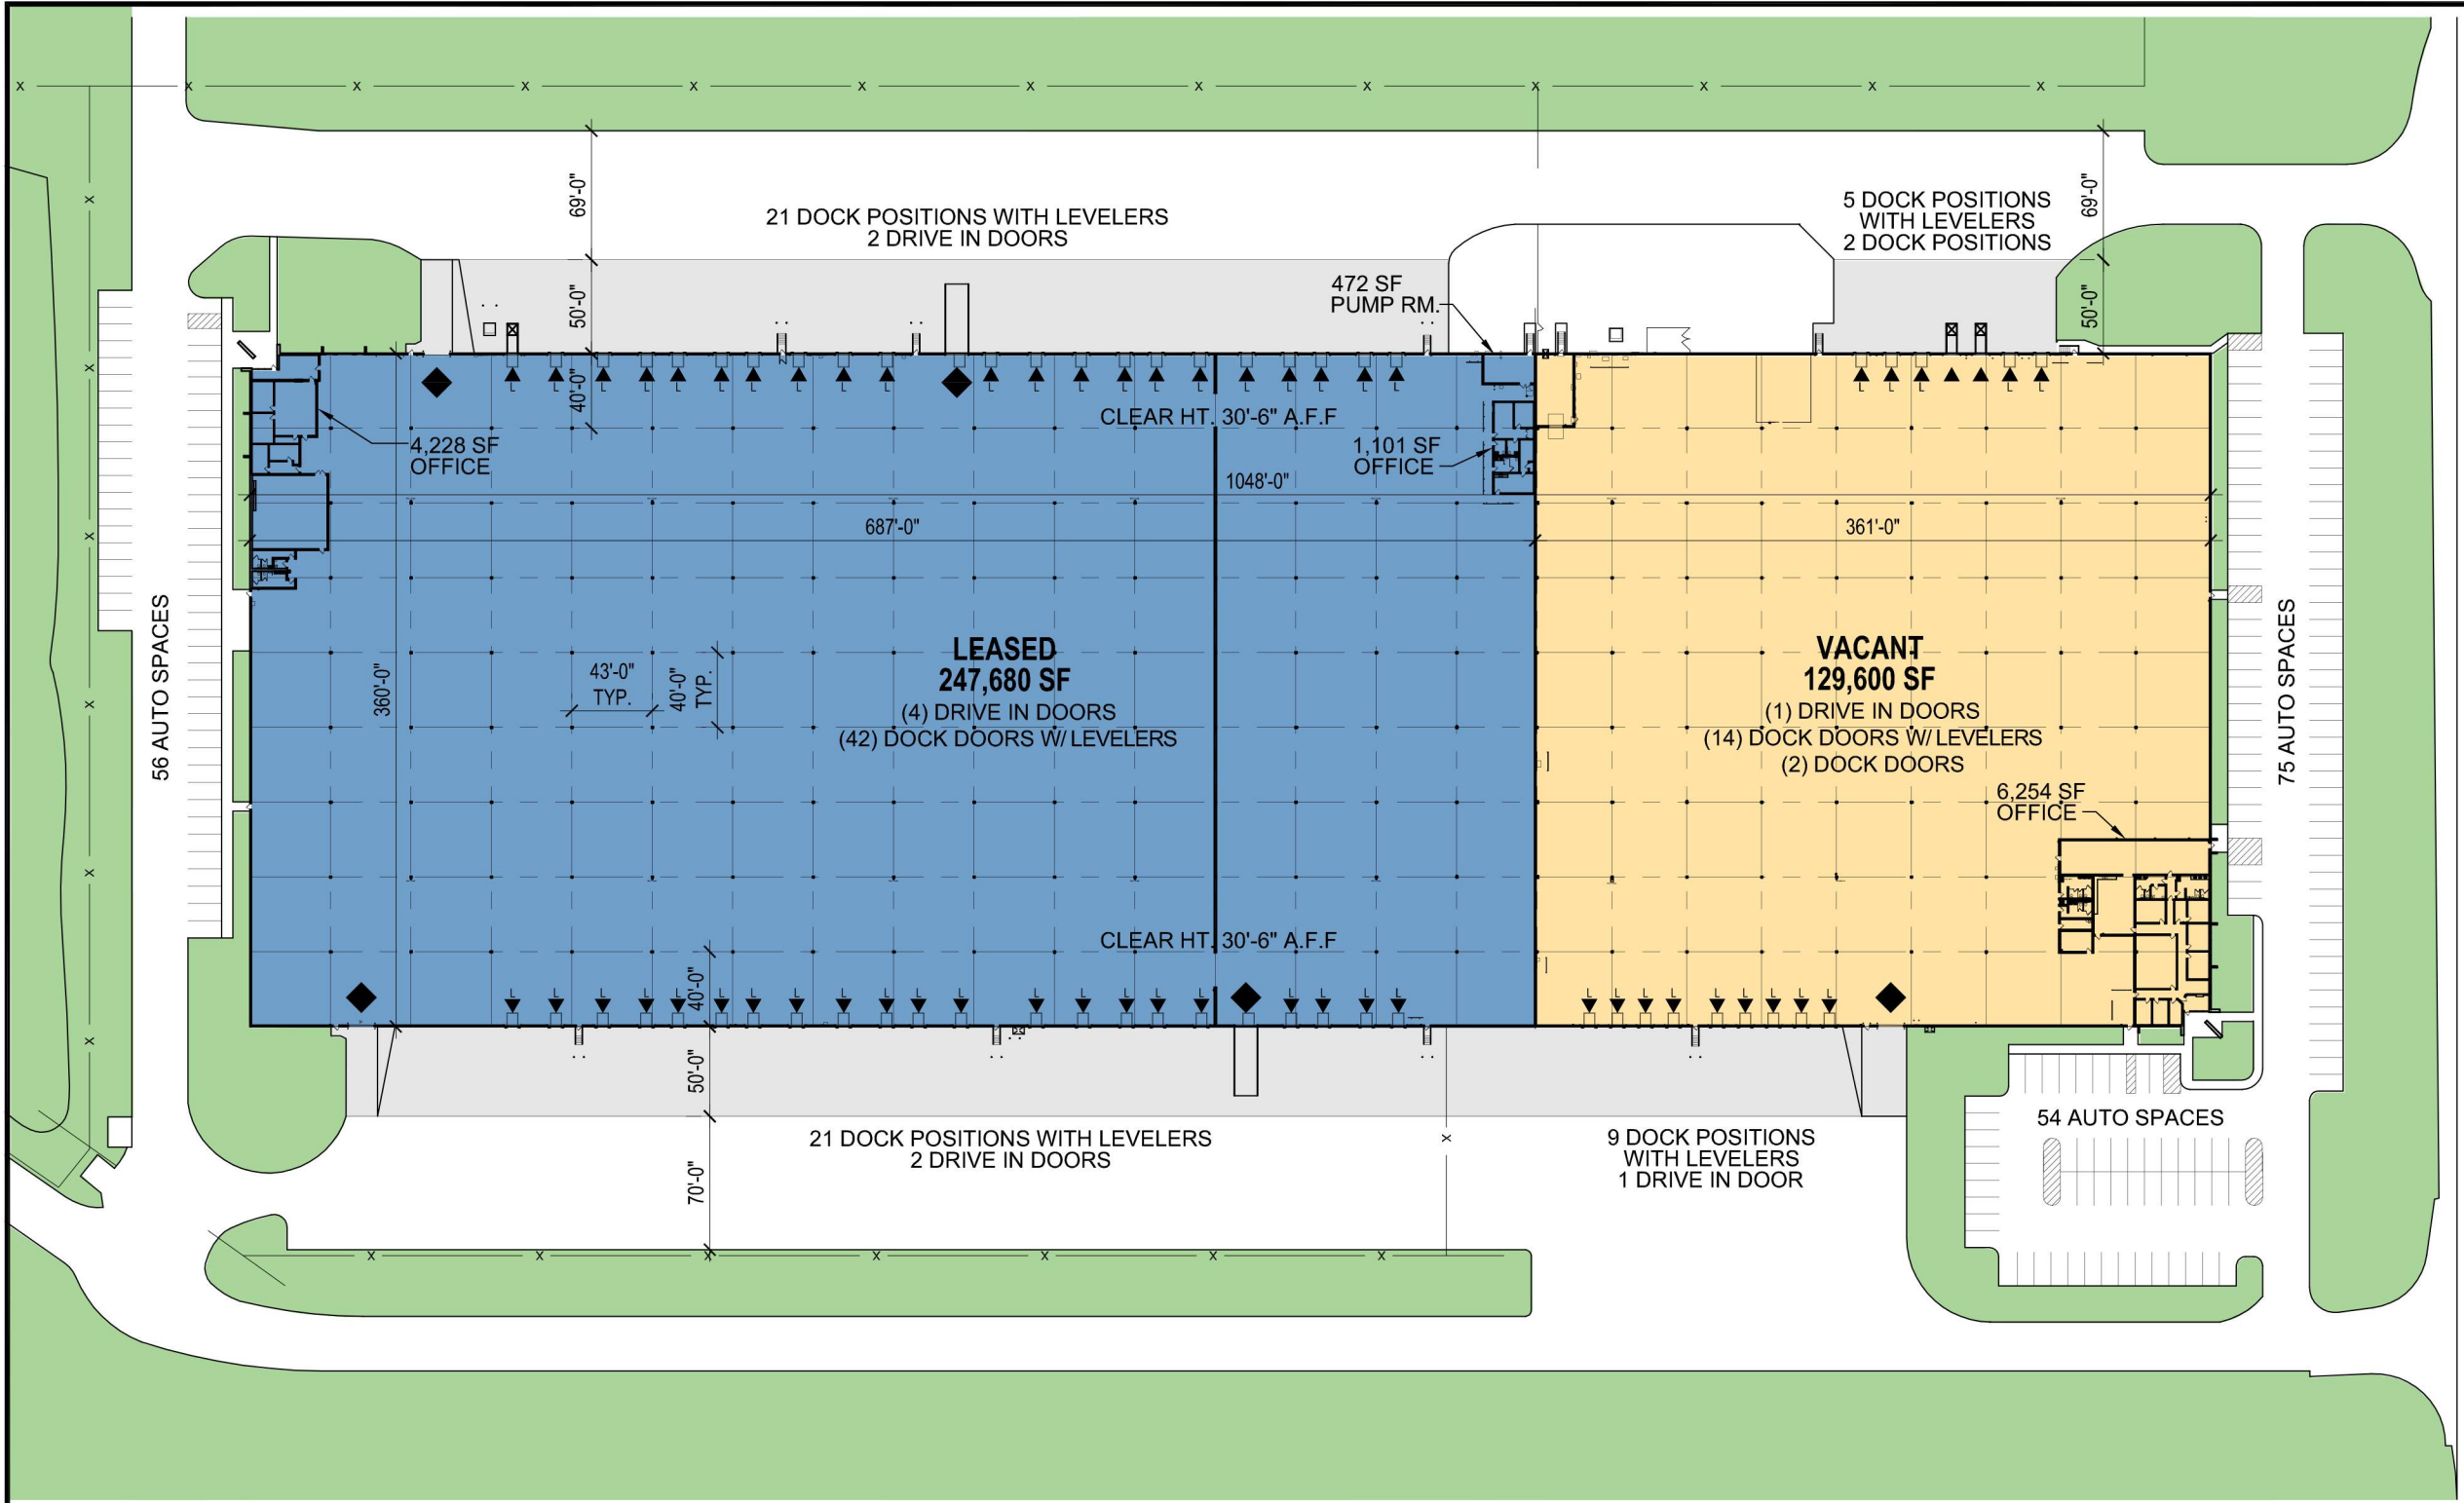 69'-0"
21 DOCK POSITIONS WITH LEVELERS
2 DRIVE IN DOORS
5 DOCK POSITIONS
WITH LEVELERS
2 DOCK POSITIONS
69'-0"
50'-0"
472 SF
PUMP RM.
50'-0"
40'-0"
L L L L L L L L L L L L L L L L L L L L L
L L L L L
CLEAR HT. 30'-6" A.F.F
4,228 SF
OFFICE
1,101 SF
OFFICE
1048'-0"
687'-0"
361'-0"
56 AUTO SPACES
360'-0"
43'-0"
TYP.
40'-0"
TYP.
LEASED
247,680 SF
(4) DRIVE IN DOORS
(42) DOCK DOORS W/ LEVELERS
VACANT
129,600 SF
(1) DRIVE IN DOORS
(14) DOCK DOORS W/ LEVELERS
(2) DOCK DOORS
75 AUTO SPACES
6,254 SF
OFFICE
CLEAR HT. 30'-6" A.F.F
40'-0"
L L L L L L L L L L L L L L L L L L L L L
L L L L L L L L L
50'-0"
70'-0"
21 DOCK POSITIONS WITH LEVELERS
2 DRIVE IN DOORS
9 DOCK POSITIONS
WITH LEVELERS
1 DRIVE IN DOOR
54 AUTO SPACES